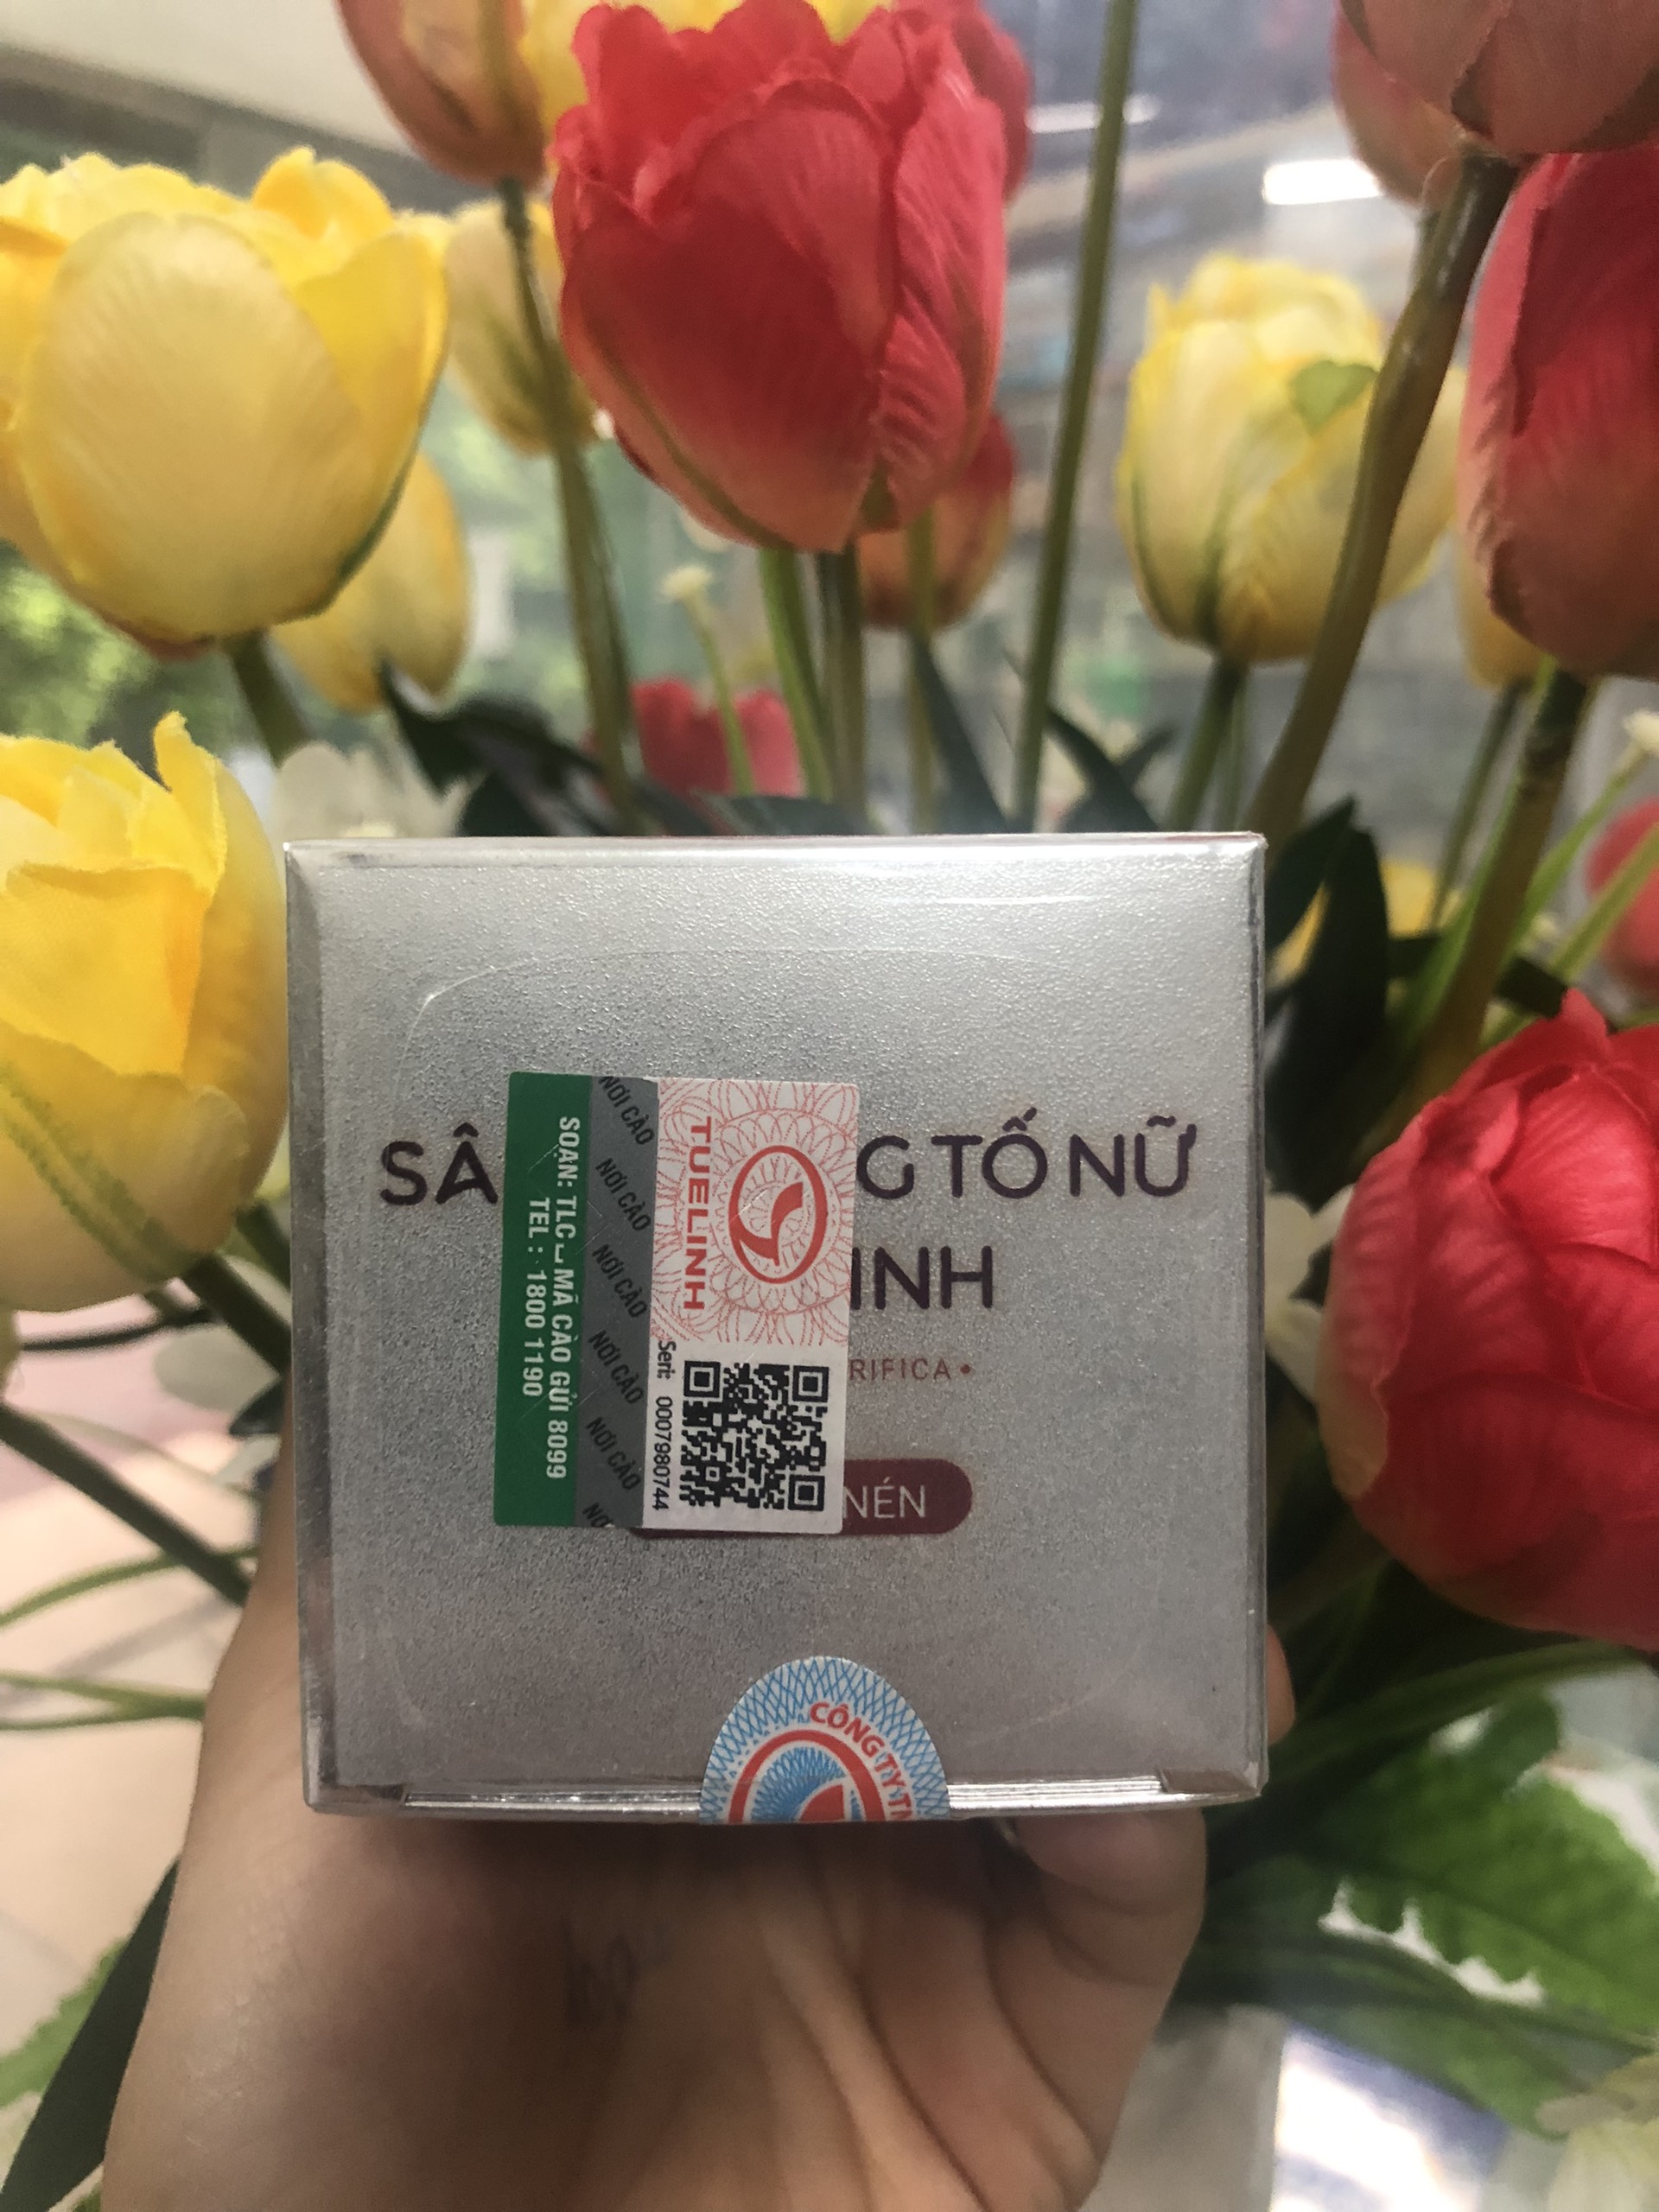 SÂ
G TỐ NỮ
INH
RIFICA •
NÉN
TUELINH
Seri: 0007980744
NƠI CÀO
NƠI CÀO
NƠI CÀO
NƠI CÀO
NƠI CÀO
SOẠN: TLC⎵MÃ CÀO GỬI 8099
TEL : 1800 1190
CÔNG TY TN